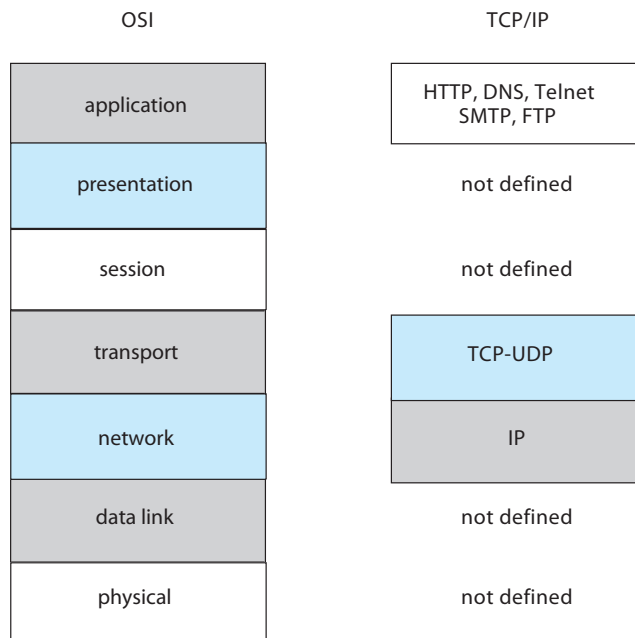 OSI
TCP/IP
application
HTTP, DNS, Telnet
SMTP, FTP
presentation
not defined
session
not defined
transport
TCP-UDP
network
IP
data link
not defined
physical
not defined